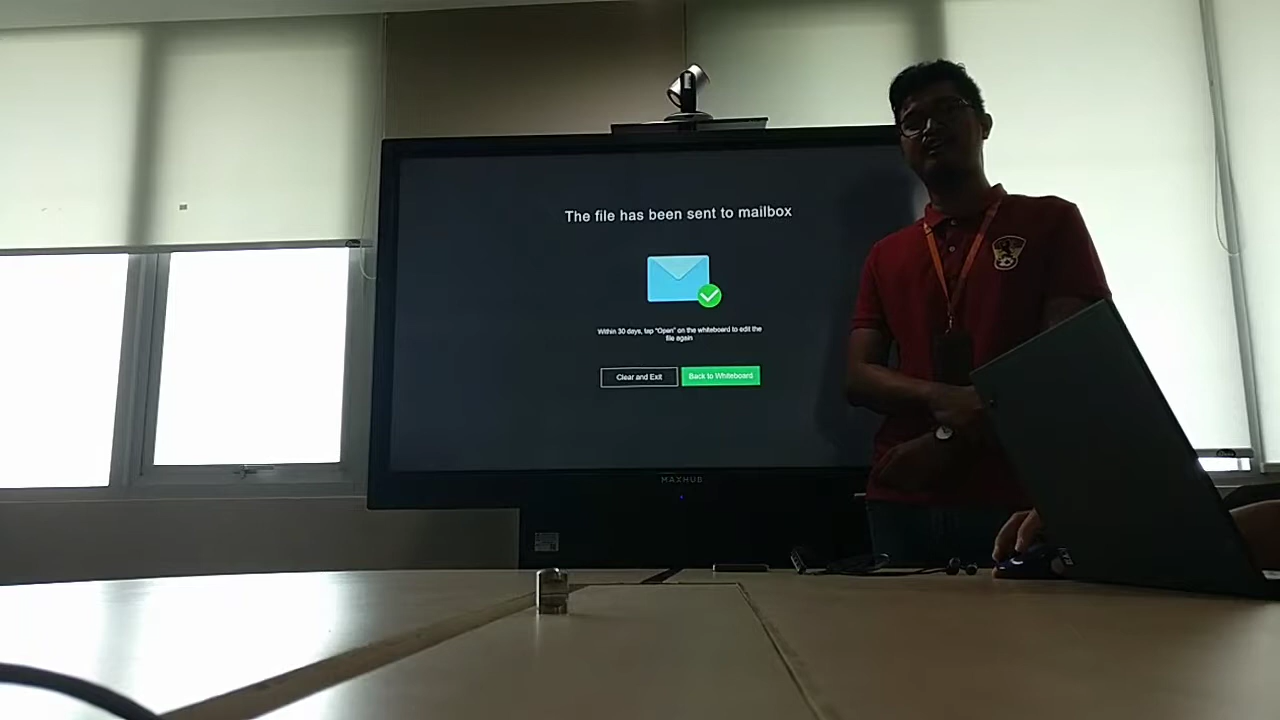 The file has been sent to mailbox
Within 30 days, tap "Open" on the whiteboard to edit the
file again
Clear and Exit
Back to Whiteboard
MAXHUB